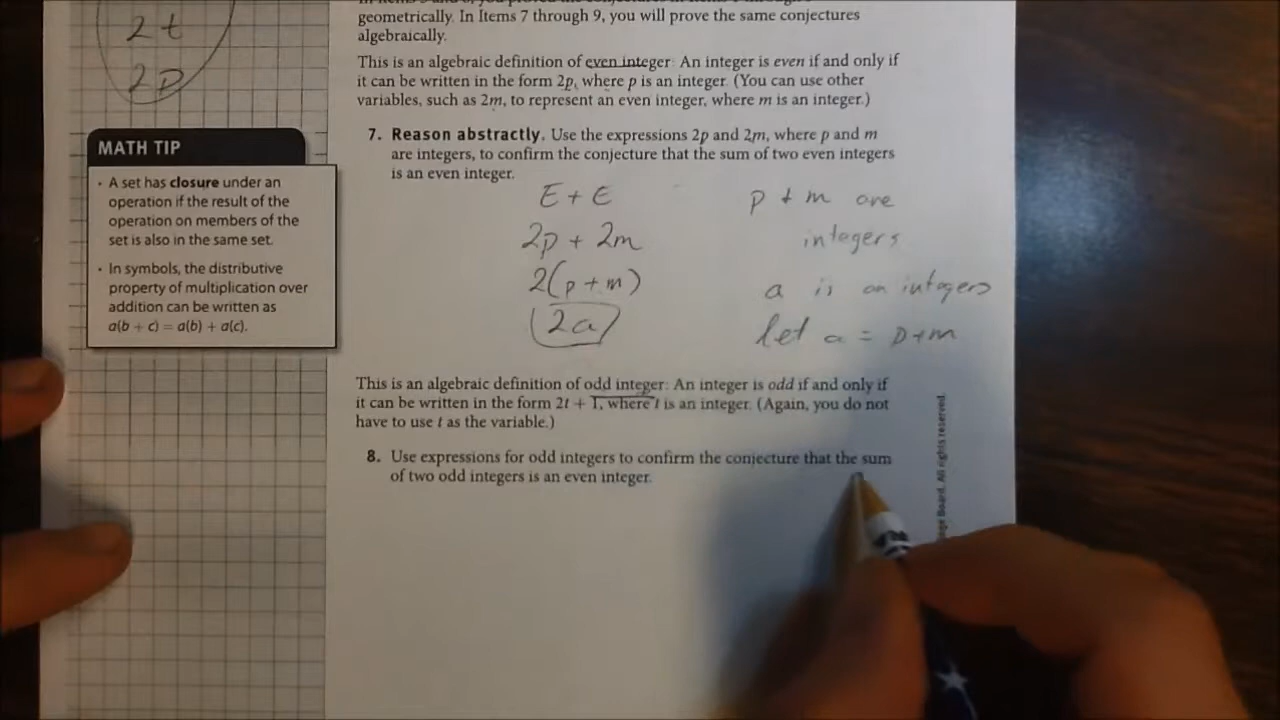 2t
2p
geometrically. In Items 7 through 9, you will prove the same conjectures
algebraically.
This is an algebraic definition of even integer: An integer is even if and only if
it can be written in the form 2p, where p is an integer. (You can use other
variables, such as 2m, to represent an even integer, where m is an integer.)
7. Reason abstractly. Use the expressions 2p and 2m, where p and m
are integers, to confirm the conjecture that the sum of two even integers
is an even integer.
E + E
2p + 2m
2(p+m)
2a
p + m are
integers
a is an integers
let a = p+m
MATH TIP
• A set has closure under an
operation if the result of the
operation on members of the
set is also in the same set.
• In symbols, the distributive
property of multiplication over
addition can be written as
a(b + c) = a(b) + a(c).
This is an algebraic definition of odd integer: An integer is odd if and only if
it can be written in the form 2t + 1, where t is an integer. (Again, you do not
have to use t as the variable.)
8. Use expressions for odd integers to confirm the conjecture that the sum
of two odd integers is an even integer.
Board. All rights reserved.